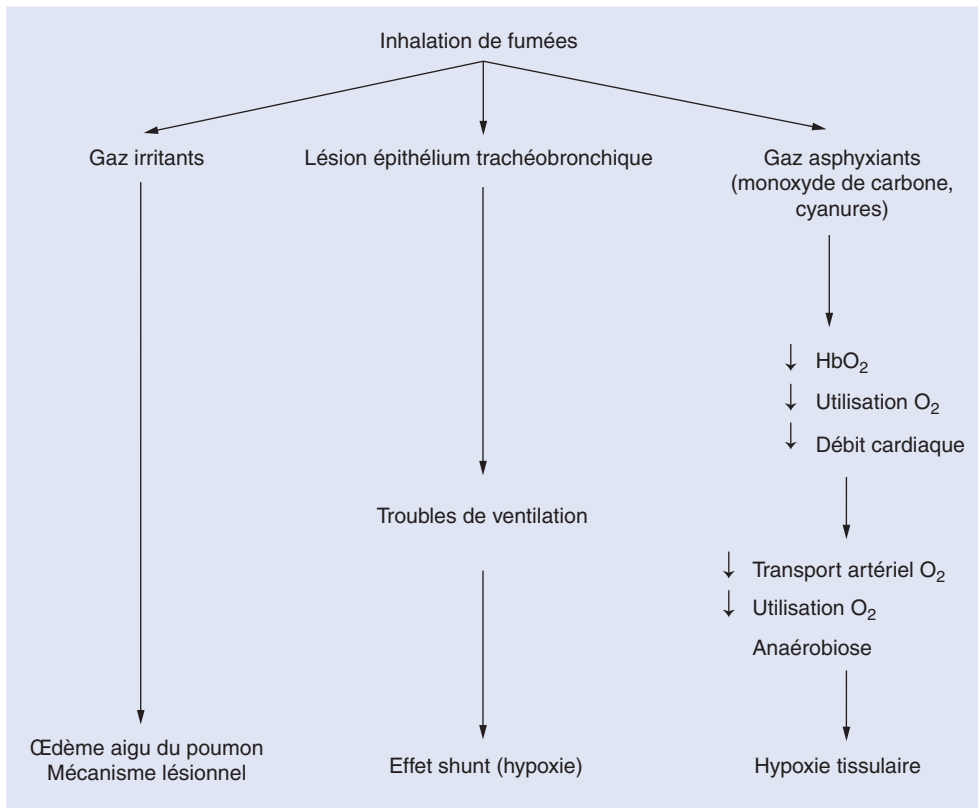 Inhalation de fumées
Gaz irritants
Lésion épithélium trachéobronchique
Gaz asphyxiants
(monoxyde de carbone,
cyanures)
↓ HbO₂
↓ Utilisation O₂
↓ Débit cardiaque
Troubles de ventilation
↓ Transport artériel O₂
↓ Utilisation O₂
Anaérobiose
Œdème aigu du poumon
Mécanisme lésionnel
Effet shunt (hypoxie)
Hypoxie tissulaire